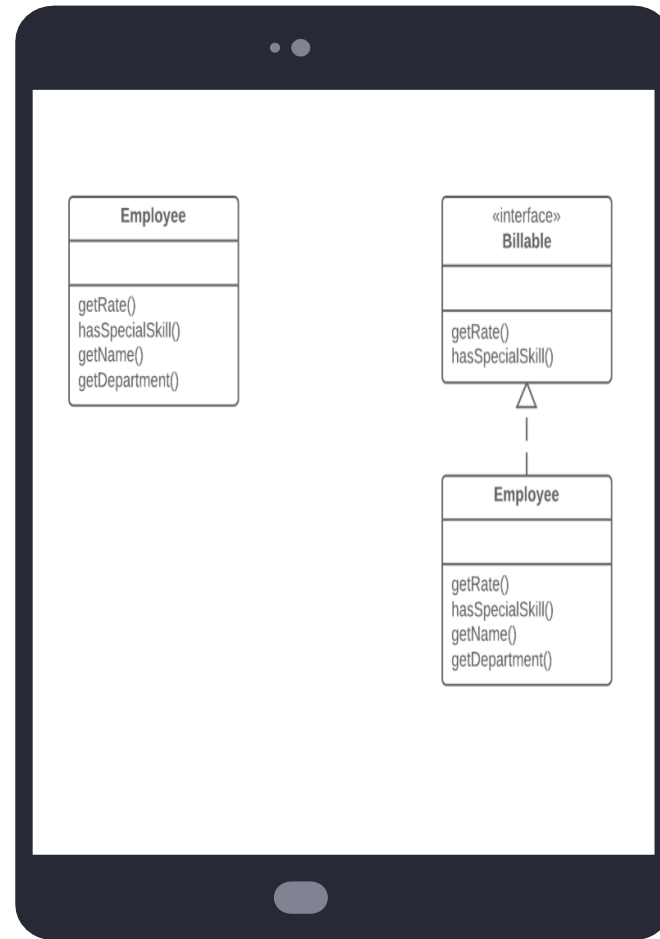 Employee
getRate()
hasSpecialSkill()
getName()
getDepartment()
«interface»
Billable
getRate()
hasSpecialSkill()
Employee
getRate()
hasSpecialSkill()
getName()
getDepartment()